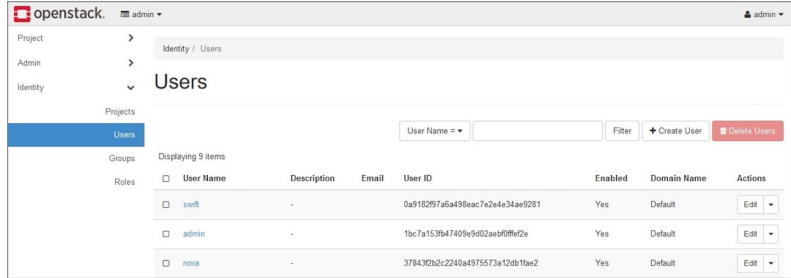 openstack. admin admin
Project
Admin
Identity
Projects
Users
Groups
Roles
Identity / Users
Users
User Name = Filter + Create User Delete Users
Displaying 9 items
User Name Description Email User ID Enabled Domain Name Actions
swift - 0a9182f97a6a498eac7e2e4e34ae9281 Yes Default Edit
admin - 1bc7a153fb47409e9d02aebf0fffef2e Yes Default Edit
nova - 37843f2b2c2240a4975573a12db1fae2 Yes Default Edit